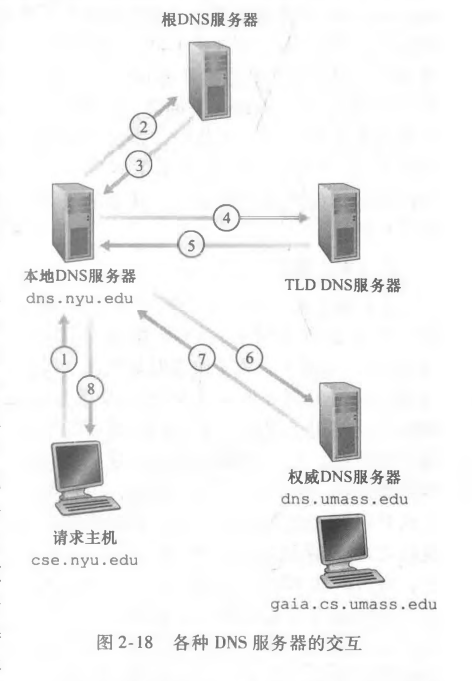 根DNS服务器
2
3
4
5
本地DNS服务器
dns.nyu.edu
TLD DNS服务器
1
8
7
6
权威DNS服务器
dns.umass.edu
请求主机
cse.nyu.edu
gaia.cs.umass.edu
图 2-18 各种 DNS 服务器的交互